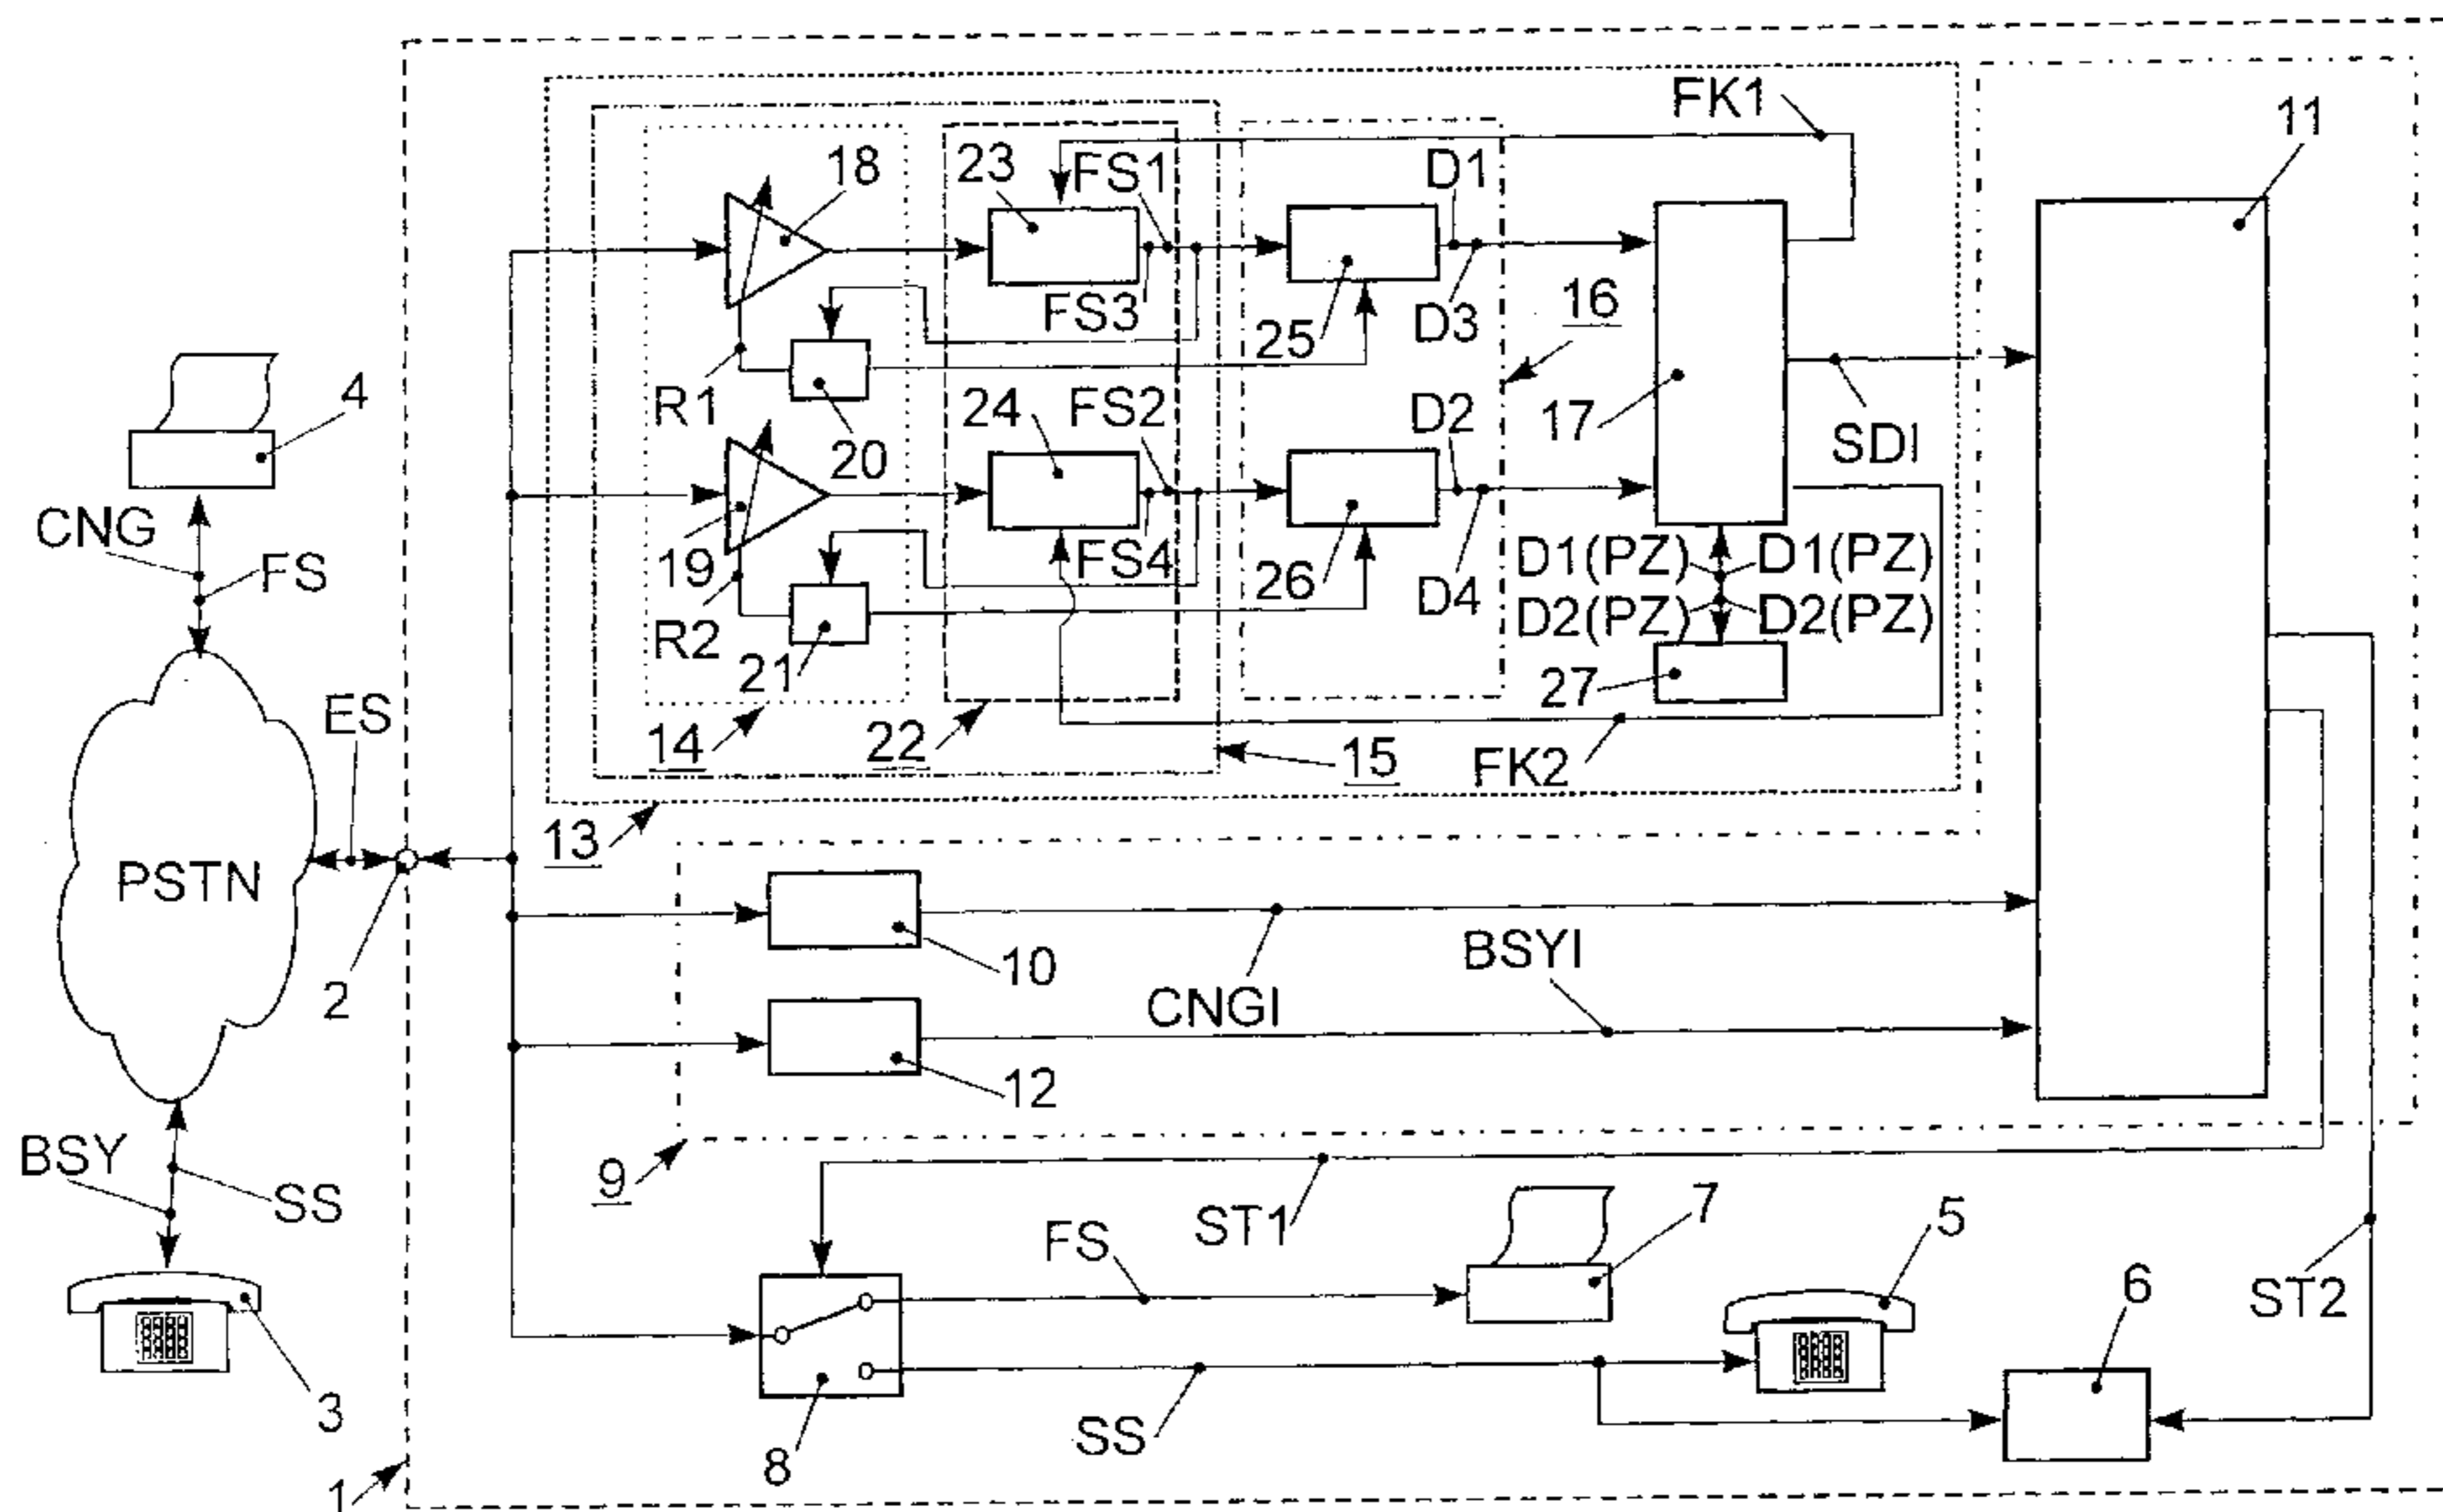 FK1
11
18
23
FS1
D1
FS3
25
D3
16
4
R1
20
24
FS2
D2
17
SDI
CNG
FS
19
FS4
26
D4
D1(PZ)
D1(PZ)
D2(PZ)
D2(PZ)
R2
21
27
ES
14
22
15
FK2
13
PSTN
2
10
BSYI
CNGI
12
BSY
SS
9
ST1
FS
7
5
6
ST2
3
8
SS
1